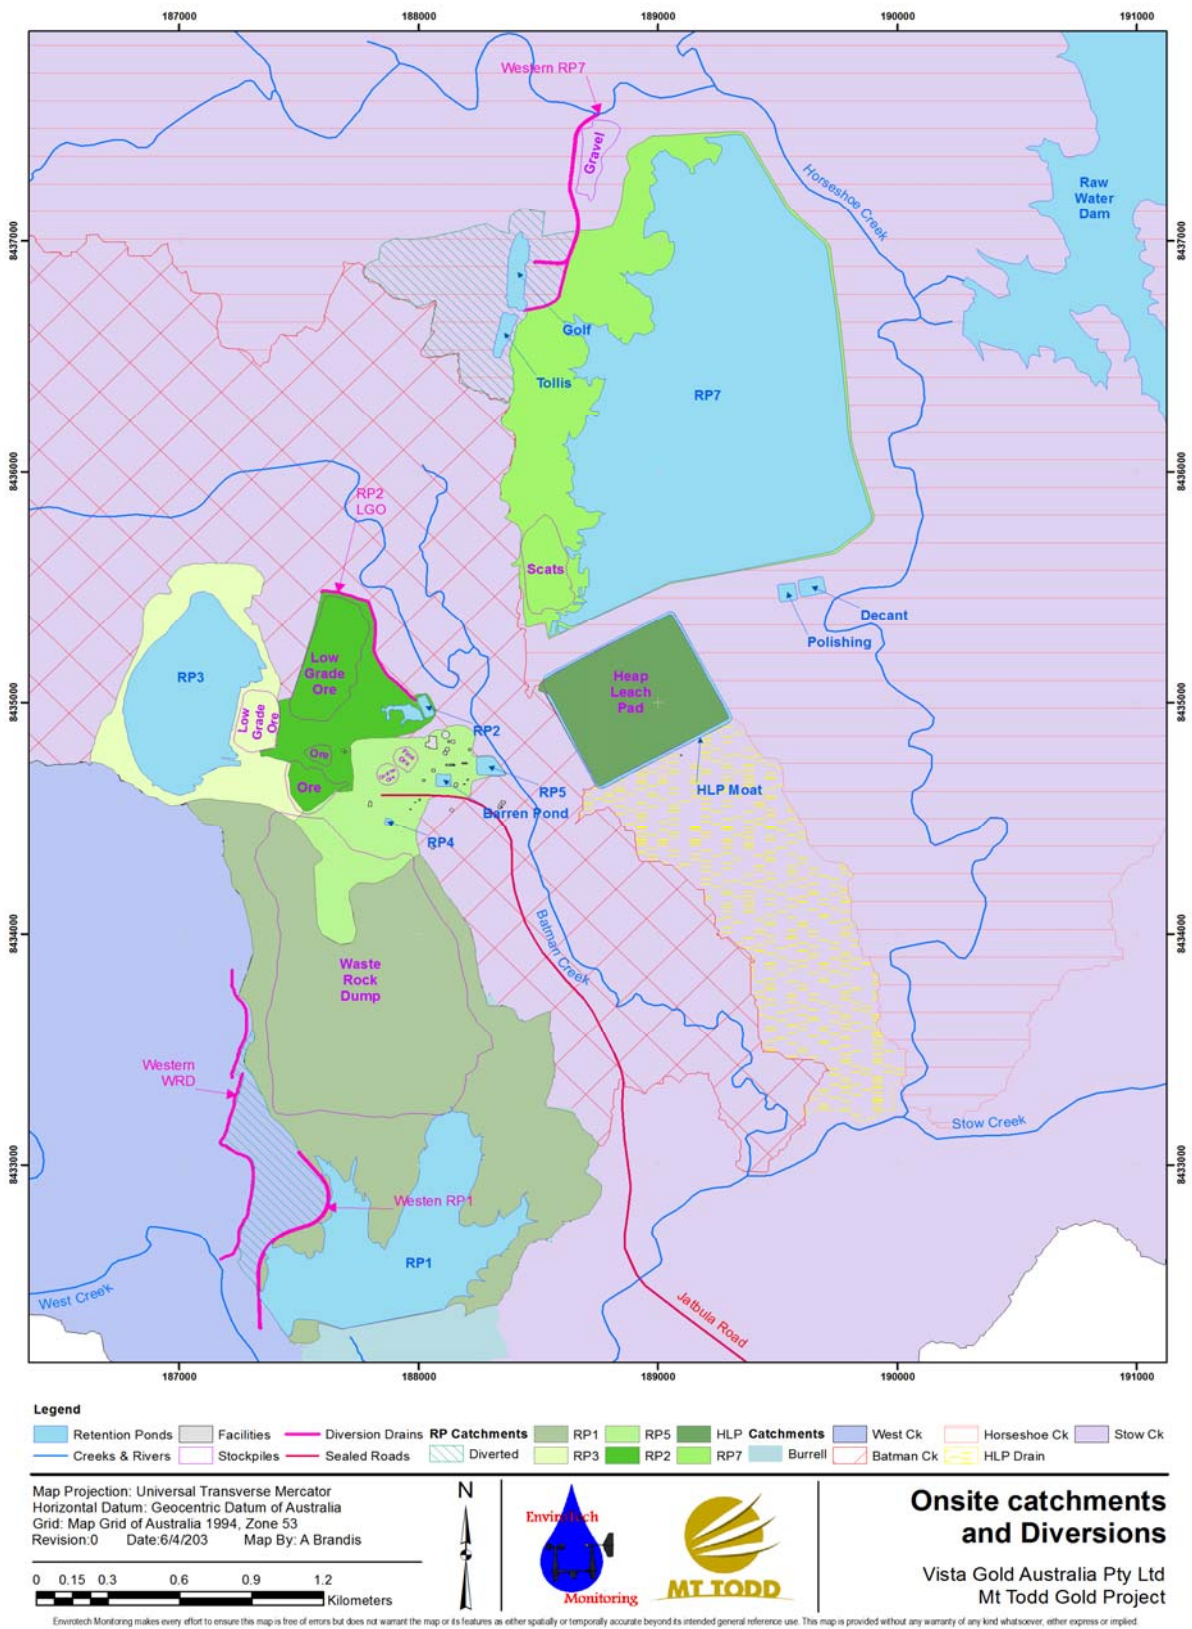 187000 188000 189000 190000 191000
Western RP7
Gravel
Horseshoe Creek
Raw
Water
Dam
8437000 8437000
Golf
Tollis
RP7
8436000 8436000
RP2
LGO
Scats
Decant
Polishing
RP3
Low
Grade
Ore
Low
Grade
Ore
Heap
Leach
Pad
8435000 8435000
RP2
Ore
Ore
RP5
HLP Moat
Barren Pond
RP4
Batman Creek
8434000 8434000
Waste
Rock
Dump
Western
WRD
Stow Creek
8433000 8433000
Westen RP1
RP1
West Creek
Jatbula Road
187000 188000 189000 190000 191000
Legend
Retention Ponds Facilities Diversion Drains RP Catchments RP1 RP5 HLP Catchments West Ck Horseshoe Ck Stow Ck
Creeks & Rivers Stockpiles Sealed Roads Diverted RP3 RP2 RP7 Burrell Batman Ck HLP Drain
Map Projection: Universal Transverse Mercator
Horizontal Datum: Geocentric Datum of Australia
Grid: Map Grid of Australia 1994, Zone 53
Revision:0 Date:6/4/203 Map By: A Brandis
0 0.15 0.3 0.6 0.9 1.2
Kilometers
N
Envirotech
Monitoring
MT TODD
Onsite catchments
and Diversions
Vista Gold Australia Pty Ltd
Mt Todd Gold Project
Envirotech Monitoring makes every effort to ensure this map is free of errors but does not warrant the map or its features as either spatially or temporally accurate beyond its intended general reference use. This map is provided without any warranty of any kind whatsoever, either express or implied.